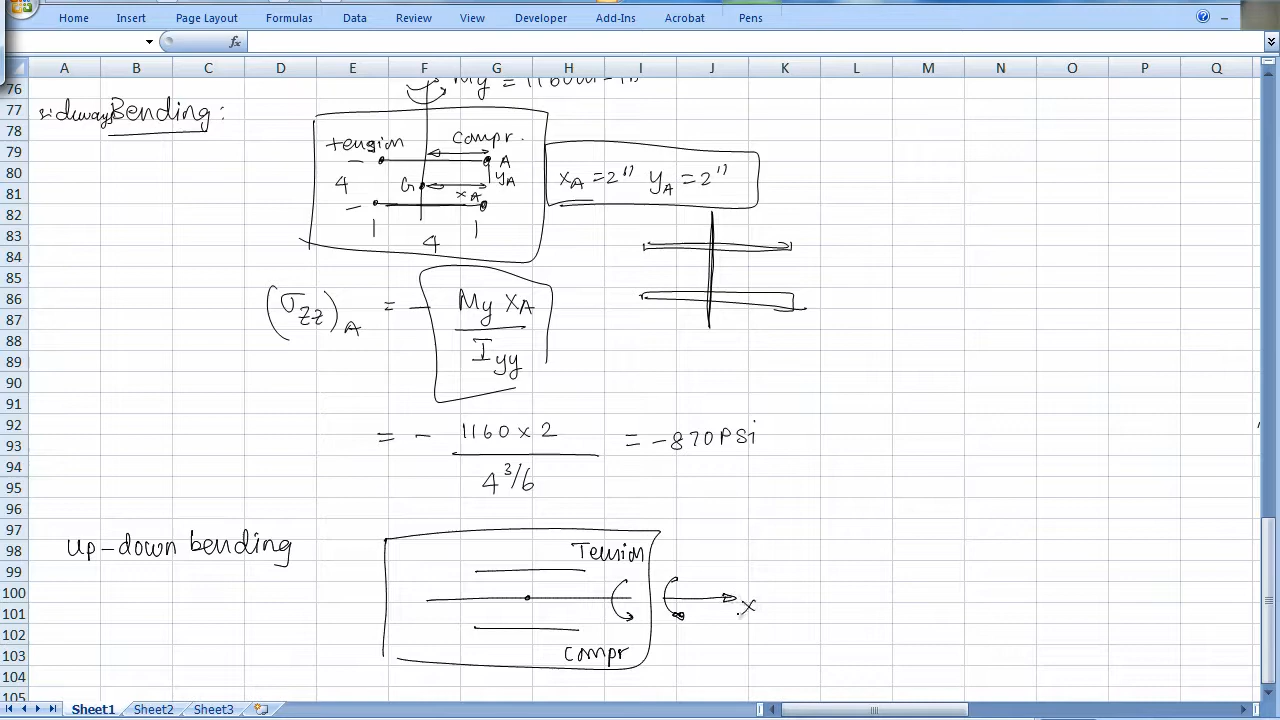 Home Insert Page Layout Formulas Data Review View Developer Add-Ins Acrobat Pens
fx
A B C D E F G H I J K L M N O P Q
76
77
78
79
80
81
82
83
84
85
86
87
88
89
90
91
92
93
94
95
96
97
98
99
100
101
102
103
104
105
My =
sideways Bending :
tension compr.
A
4 G xA yA
1 4 1
xA = 2" yA = 2"
(σzz)A = - My xA / Iyy
= - 1160 x 2 / 4³/6 = -870 PSi
up-down bending
Tension
x
compr
Sheet1 Sheet2 Sheet3